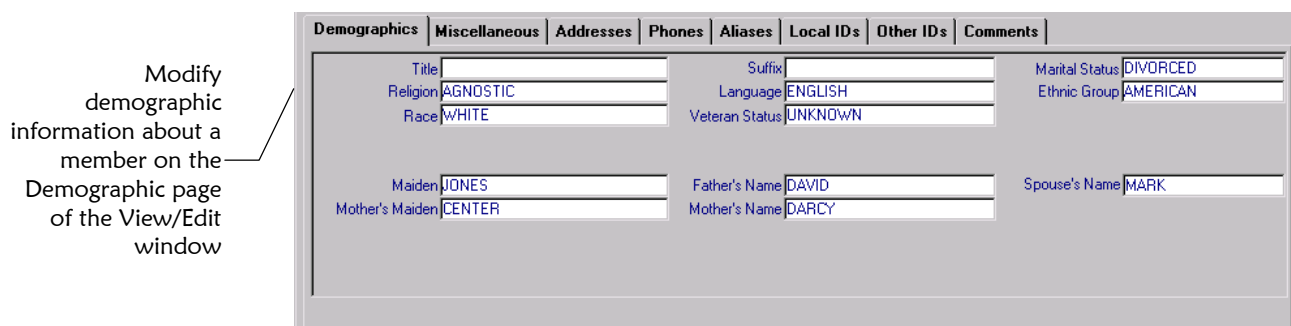 Demographics Miscellaneous Addresses Phones Aliases Local IDs Other IDs Comments
Modify
demographic
information about a
member on the
Demographic page
of the View/Edit
window
Title Suffix Marital Status DIVORCED
Religion AGNOSTIC Language ENGLISH Ethnic Group AMERICAN
Race WHITE Veteran Status UNKNOWN
Maiden JONES Father's Name DAVID Spouse's Name MARK
Mother's Maiden CENTER Mother's Name DARCY